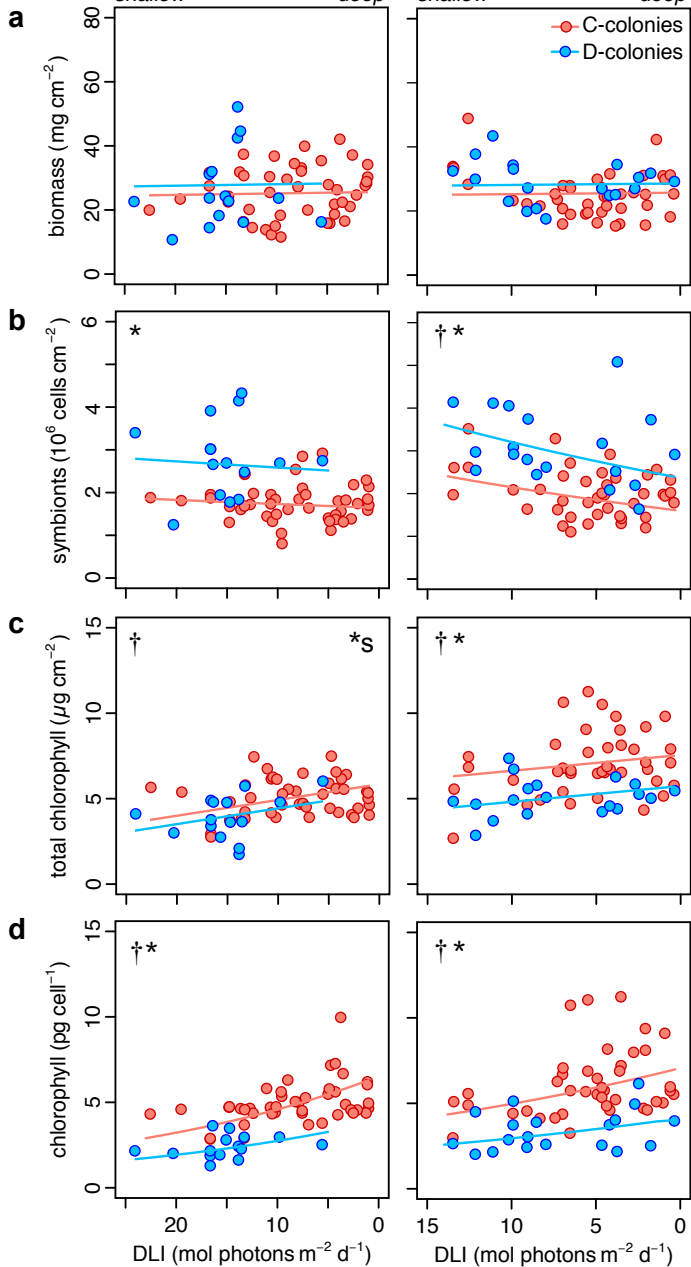 shallow deep shallow deep
a
80
60
40
20
0
biomass (mg cm⁻²)
C-colonies
D-colonies
b
6
4
2
0
symbionts (10⁶ cells cm⁻²)
*
† *
c
15
10
5
0
total chlorophyll (µg cm⁻²)
† *s
† *
d
15
10
5
0
chlorophyll (pg cell⁻¹)
† *
† *
20 10 0 15 10 5 0
DLI (mol photons m⁻² d⁻¹) DLI (mol photons m⁻² d⁻¹)